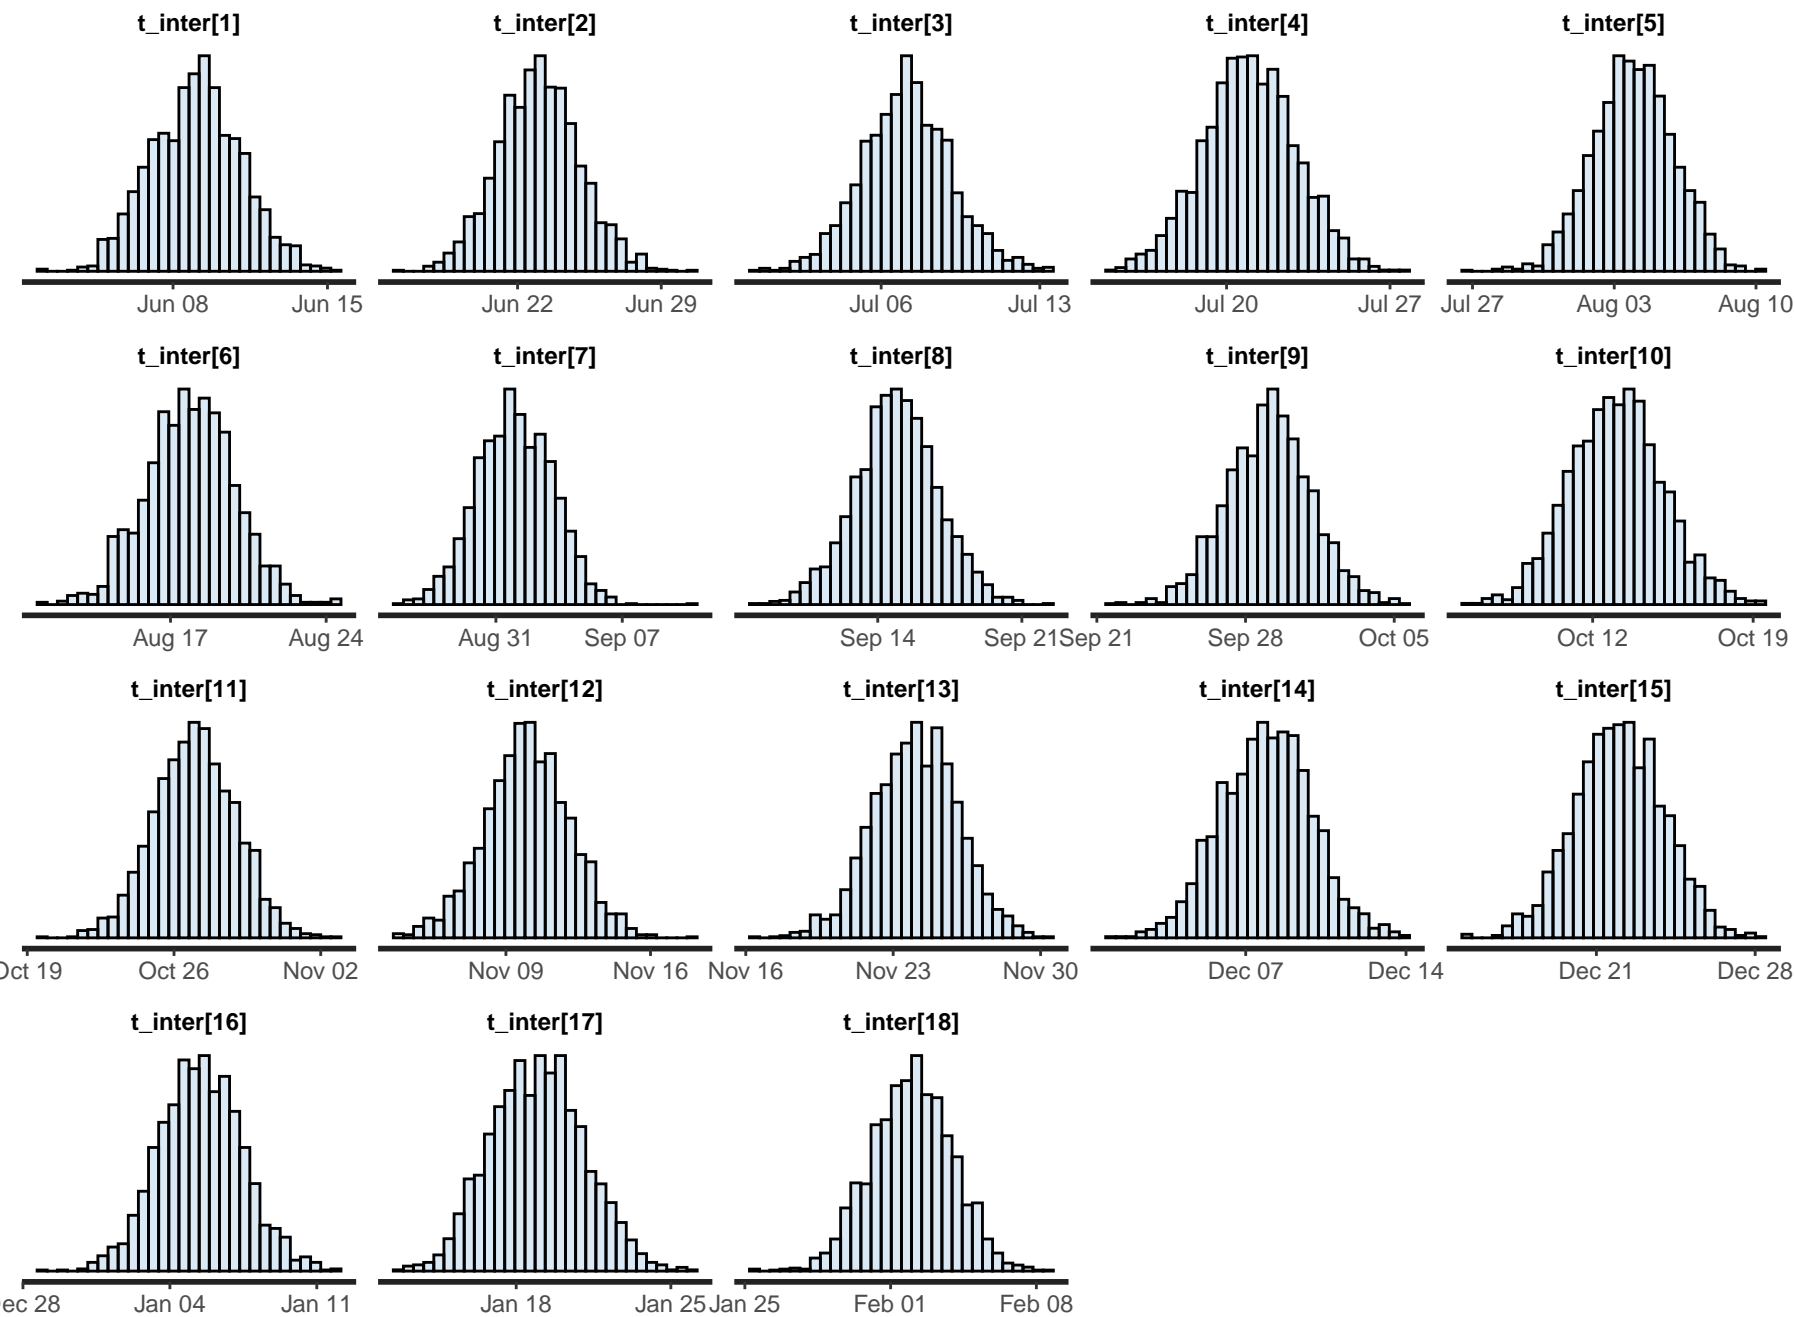 t_inter[1] t_inter[2] t_inter[3] t_inter[4] t_inter[5]
Jun 08 Jun 15 Jun 22 Jun 29 Jul 06 Jul 13 Jul 20 Jul 27 Jul 27 Aug 03 Aug 10
t_inter[6] t_inter[7] t_inter[8] t_inter[9] t_inter[10]
Aug 17 Aug 24 Aug 31 Sep 07 Sep 14 Sep 21 Sep 21 Sep 28 Oct 05 Oct 12 Oct 19
t_inter[11] t_inter[12] t_inter[13] t_inter[14] t_inter[15]
Oct 19 Oct 26 Nov 02 Nov 09 Nov 16 Nov 16 Nov 23 Nov 30 Dec 07 Dec 14 Dec 21 Dec 28
t_inter[16] t_inter[17] t_inter[18]
ec 28 Jan 04 Jan 11 Jan 18 Jan 25 Jan 25 Feb 01 Feb 08